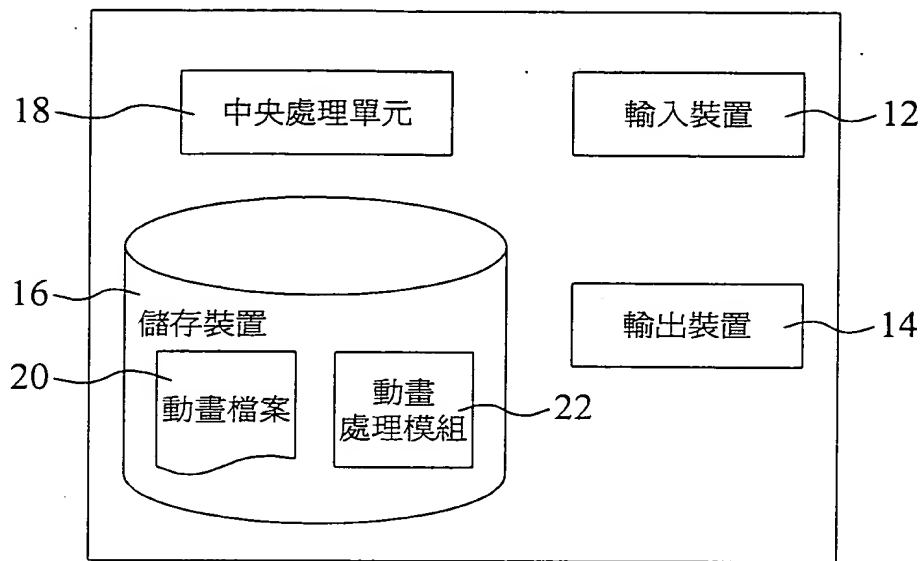 18
中央處理單元
輸入裝置
12
16
儲存裝置
輸出裝置
14
20
動畫檔案
動畫
處理模組
22